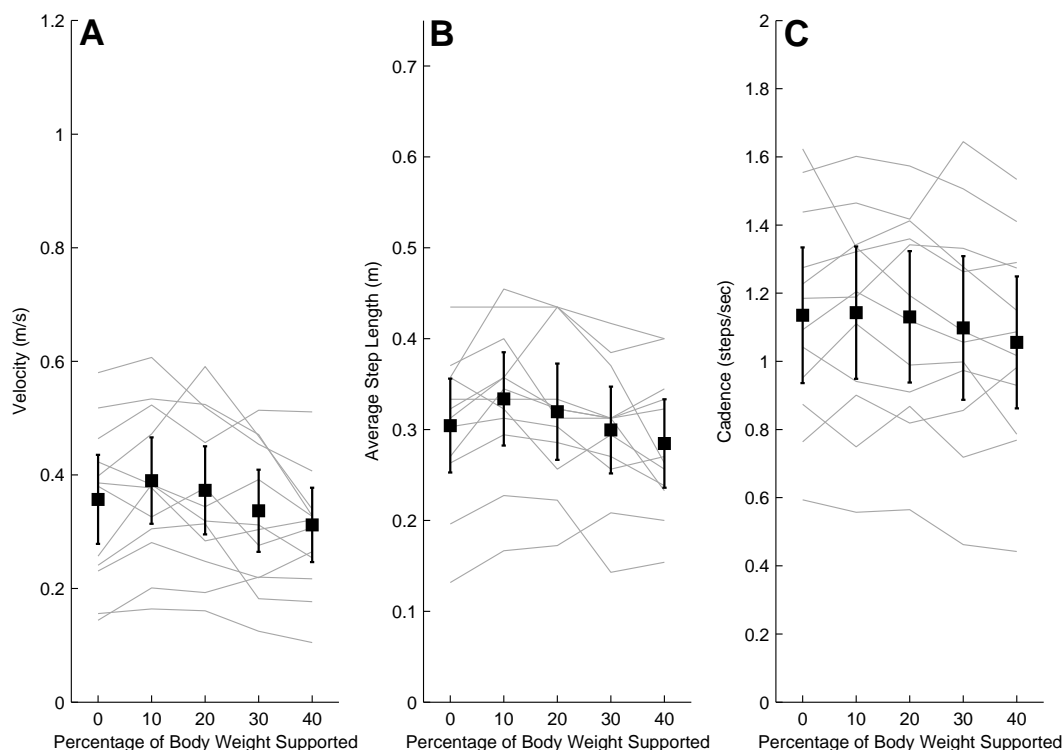 A
Velocity (m/s)
1.2
1
0.8
0.6
0.4
0.2
0
0 10 20 30 40
Percentage of Body Weight Supported
B
Average Step Length (m)
0.7
0.6
0.5
0.4
0.3
0.2
0.1
0
0 10 20 30 40
Percentage of Body Weight Supported
C
Cadence (steps/sec)
2
1.8
1.6
1.4
1.2
1
0.8
0.6
0.4
0.2
0
0 10 20 30 40
Percentage of Body Weight Supported